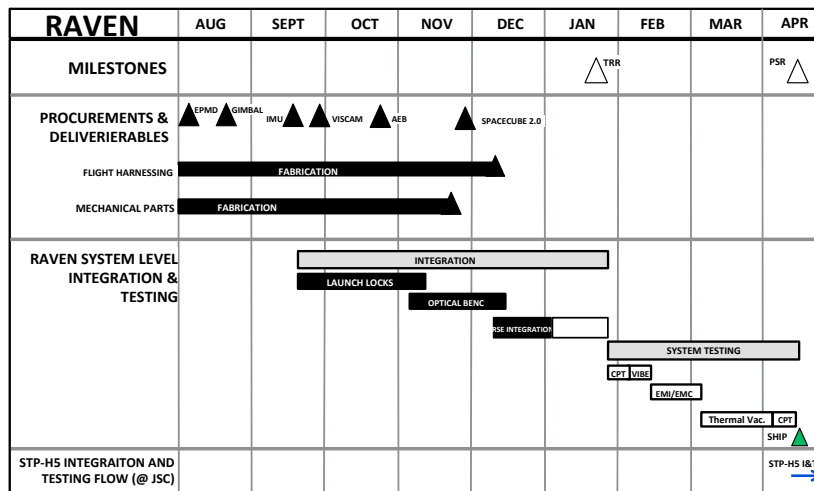 RAVEN AUG SEPT OCT NOV DEC JAN FEB MAR APR
MILESTONES TRR PSR
PROCUREMENTS & EPMD GIMBAL IMU VISCAM AEB SPACECUBE 2.0
DELIVERIERABLES
FLIGHT HARNESSING FABRICATION
MECHANICAL PARTS FABRICATION
RAVEN SYSTEM LEVEL INTEGRATION
INTEGRATION &
TESTING LAUNCH LOCKS
OPTICAL BENC
RSE INTEGRATION
SYSTEM TESTING
CPT VIBE
EMI/EMC
Thermal Vac. CPT
SHIP
STP-H5 INTEGRAITON AND STP-H5 I&T
TESTING FLOW (@ JSC)